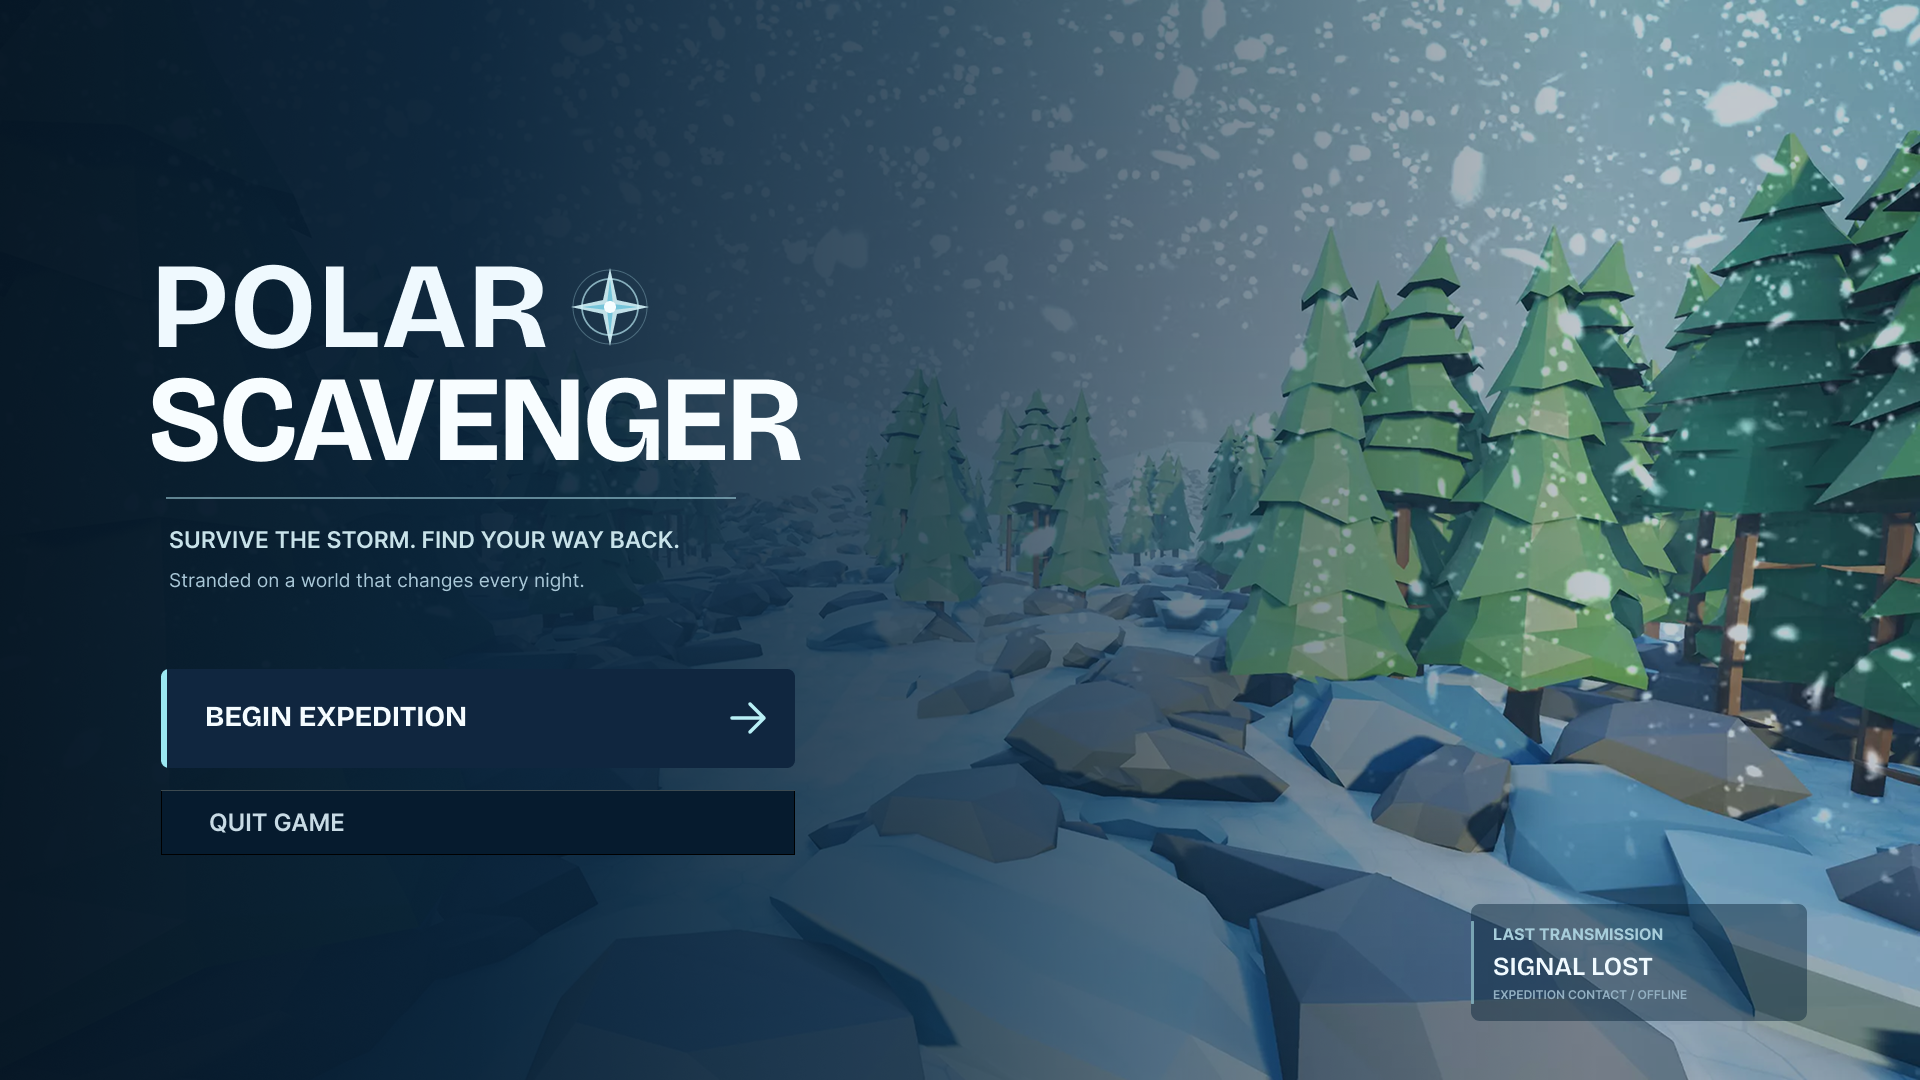 POLAR
SCAVENGER
SURVIVE THE STORM. FIND YOUR WAY BACK.
Stranded on a world that changes every night.
BEGIN EXPEDITION
QUIT GAME
LAST TRANSMISSION
SIGNAL LOST
EXPEDITION CONTACT / OFFLINE